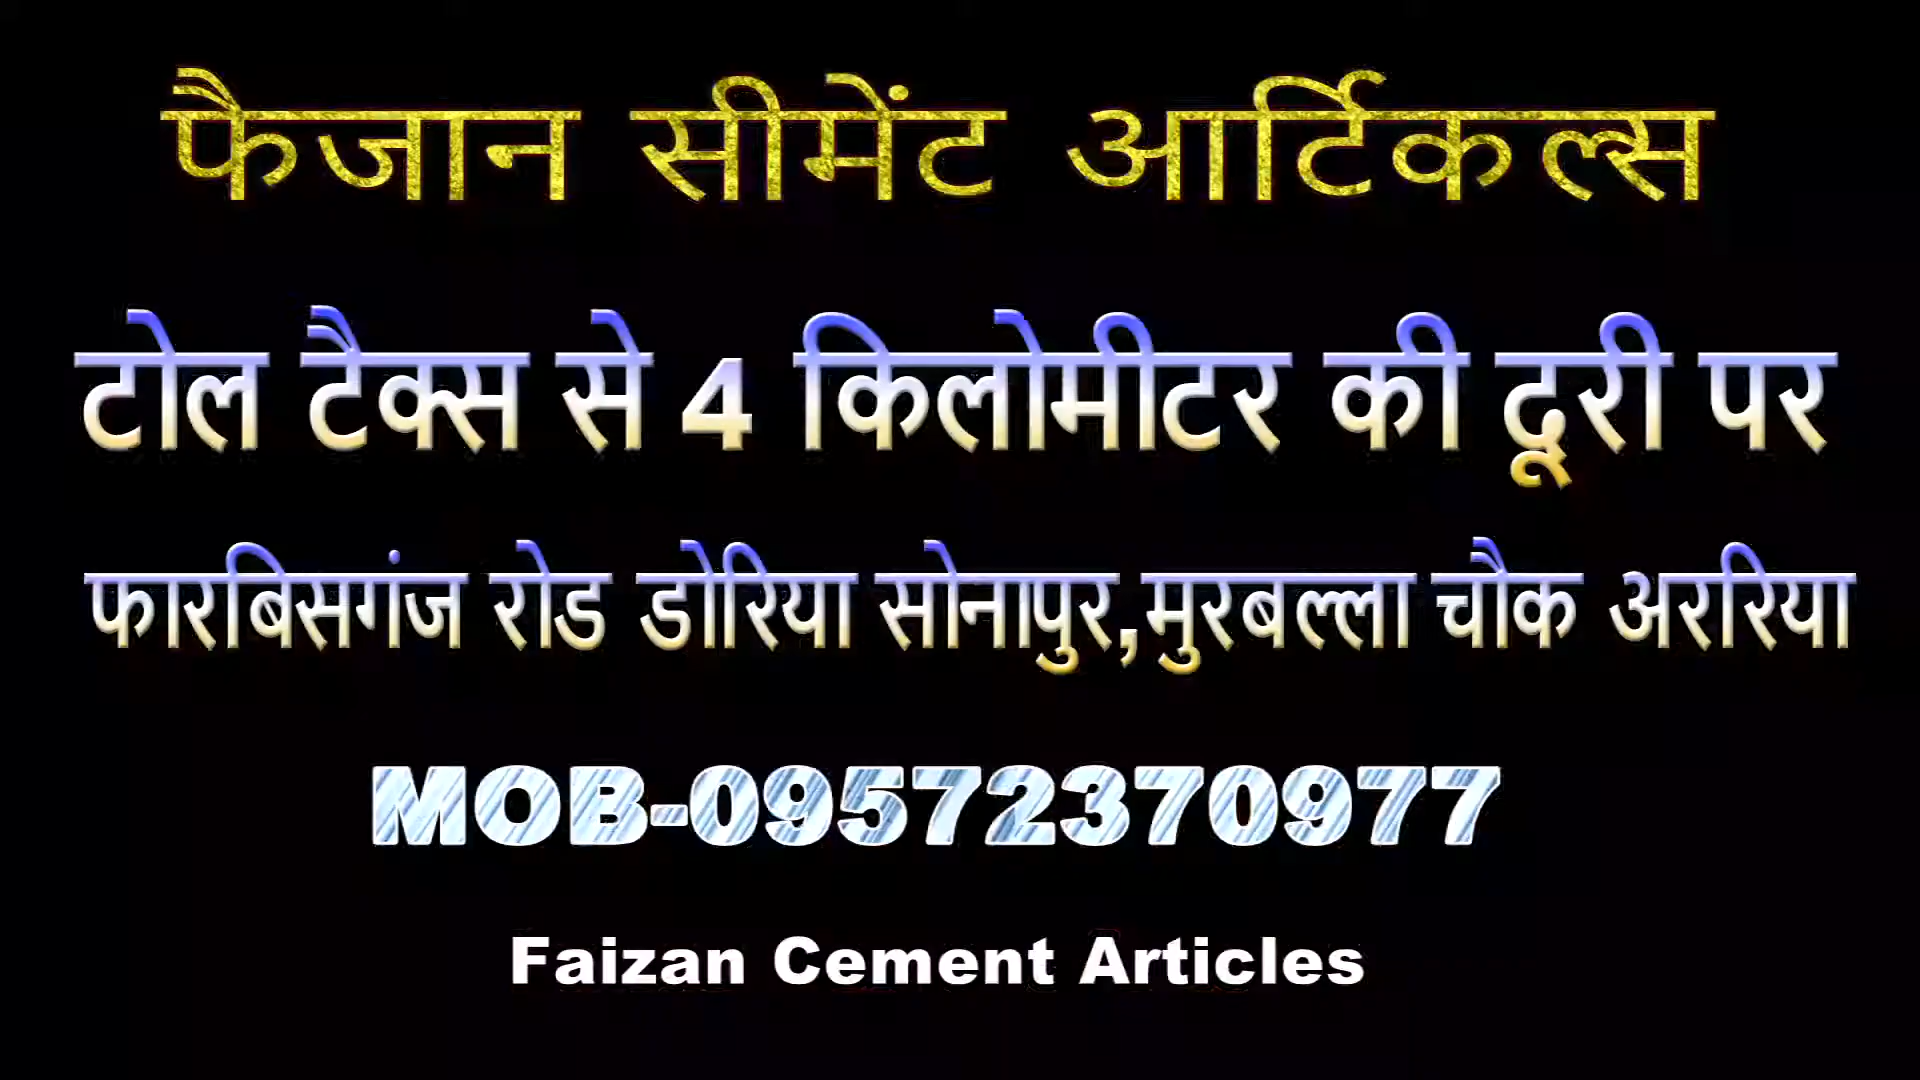 फैजान सीमेंट आर्टिकल्स
टोल टैक्स से 4 किलोमीटर की दूरी पर
फारबिसगंज रोड डोरिया सोनापुर,मुरबल्ला चौक अररिया
MOB-09572370977
Faizan Cement Articles